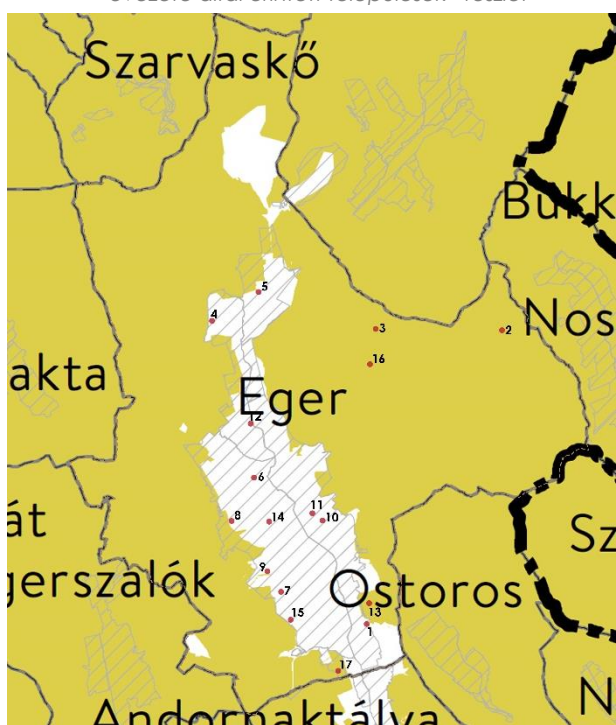 Szarvaskő
Bükk
5
4
3
2
Nos
16
akta
Eger
12
6
11
10
8
14
át
Sz
9
gerszalók
7
Ostoros
13
15
1
17
N
Andornaktálya